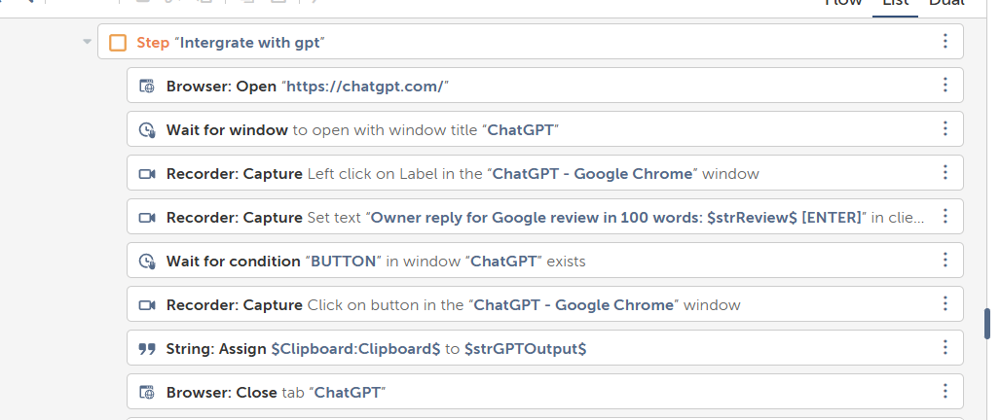 Flow List Dual
Step “Intergrate with gpt”
Browser: Open “https://chatgpt.com/”
Wait for window to open with window title “ChatGPT”
Recorder: Capture Left click on Label in the “ChatGPT - Google Chrome” window
Recorder: Capture Set text “Owner reply for Google review in 100 words: $strReview$ [ENTER]” in clie...
Wait for condition “BUTTON” in window “ChatGPT” exists
Recorder: Capture Click on button in the “ChatGPT - Google Chrome” window
String: Assign $Clipboard:Clipboard$ to $strGPTOutput$
Browser: Close tab “ChatGPT”